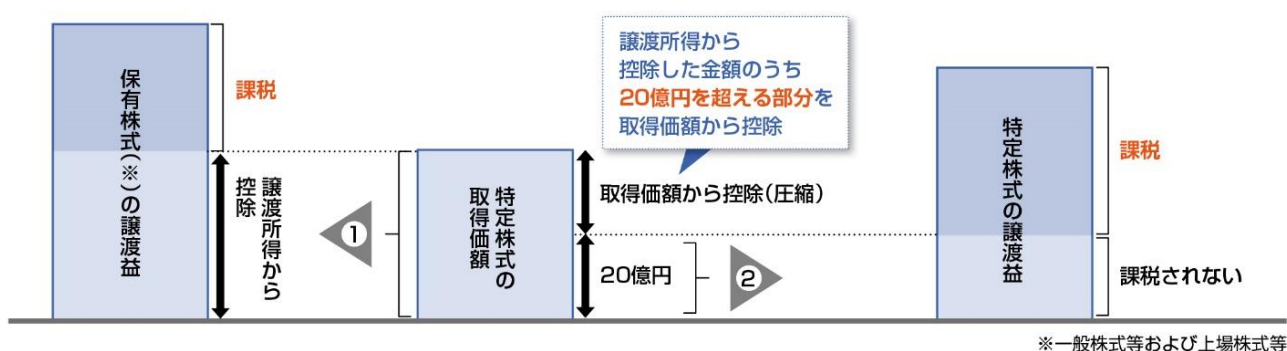 保有株式(※)の譲渡益
課税
譲渡所得から
控除
❶
特定株式の
取得価額
譲渡所得から
控除した金額のうち
20億円を超える部分を
取得価額から控除
取得価額から控除(圧縮)
20億円
❷
特定株式の譲渡益
課税
課税されない
※一般株式等および上場株式等